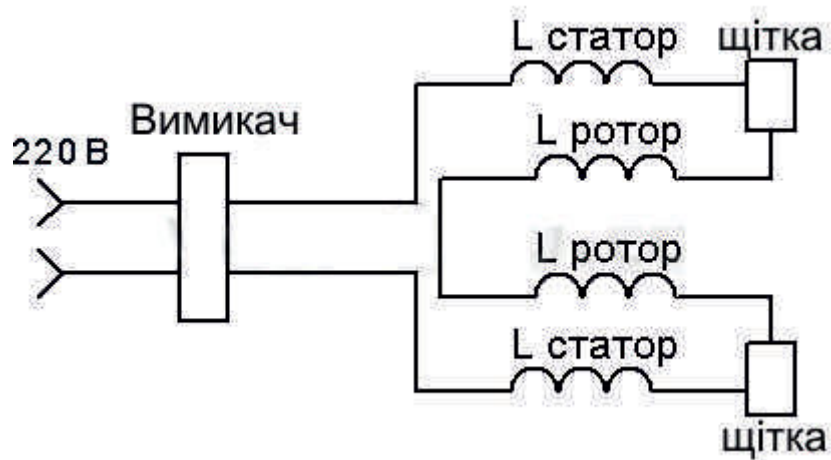 L статор
щітка
Вимикач
L ротор
220 В
L ротор
L статор
щітка